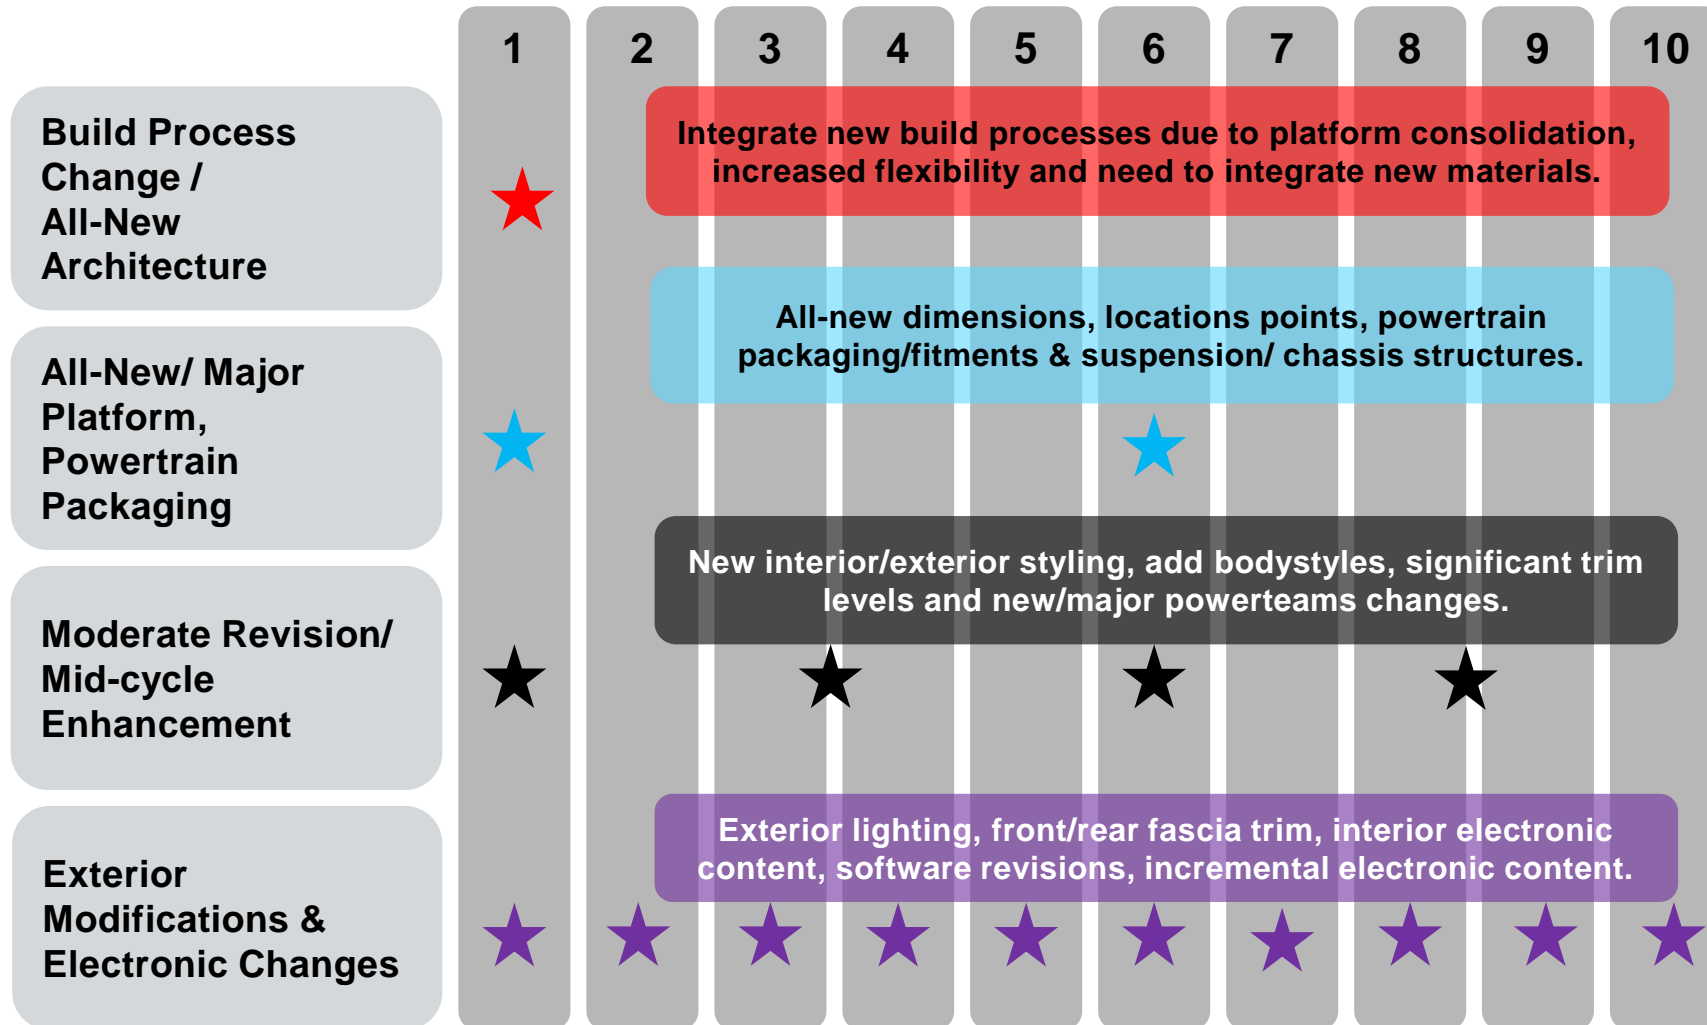 1 2 3 4 5 6 7 8 9 10
Build Process
Change /
All-New
Architecture
Integrate new build processes due to platform consolidation,
increased flexibility and need to integrate new materials.
All-New/ Major
Platform,
Powertrain
Packaging
All-new dimensions, locations points, powertrain
packaging/fitments & suspension/ chassis structures.
Moderate Revision/
Mid-cycle
Enhancement
New interior/exterior styling, add bodystyles, significant trim
levels and new/major powerteams changes.
Exterior
Modifications &
Electronic Changes
Exterior lighting, front/rear fascia trim, interior electronic
content, software revisions, incremental electronic content.